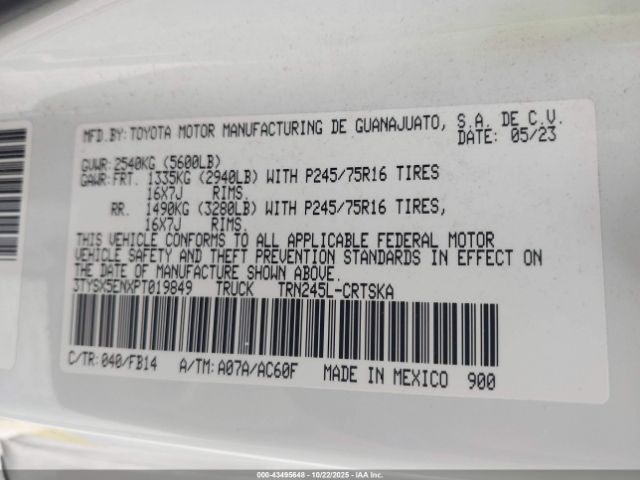 MFD.BY: TOYOTA MOTOR MANUFACTURING DE GUANAJUATO, S.A. DE C.V.
DATE: 05/23
GVWR: 2540KG (5600LB)
GAWR: FRT. 1335KG (2940LB) WITH P245/75R16 TIRES
16X7J RIMS.
RR. 1490KG (3280LB) WITH P245/75R16 TIRES,
16X7J RIMS.
THIS VEHICLE CONFORMS TO ALL APPLICABLE FEDERAL MOTOR
VEHICLE SAFETY AND THEFT PREVENTION STANDARDS IN EFFECT ON
THE DATE OF MANUFACTURE SHOWN ABOVE.
3TYSX5ENXPT019849 TRUCK TRN245L-CRTSKA
C/TR: 040/FB14 A/TM: A07A/AC60F MADE IN MEXICO 900
000-43495648 | 10/22/2025 | Copyright IAA, LLC